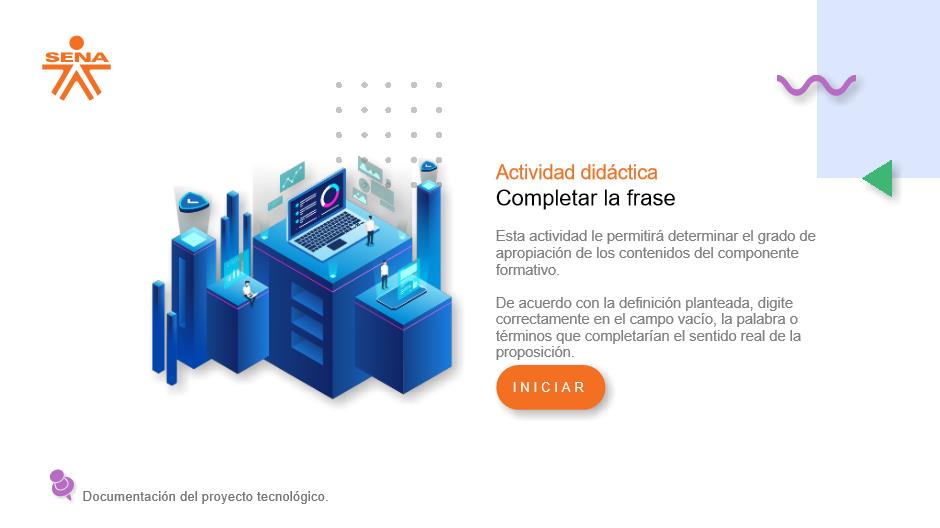 SENA
Actividad didáctica
Completar la frase
Esta actividad le permitirá determinar el grado de
apropiación de los contenidos del componente
formativo.
De acuerdo con la definición planteada, digite
correctamente en el campo vacío, la palabra o
términos que completarían el sentido real de la
proposición.
INICIAR
Documentación del proyecto tecnológico.